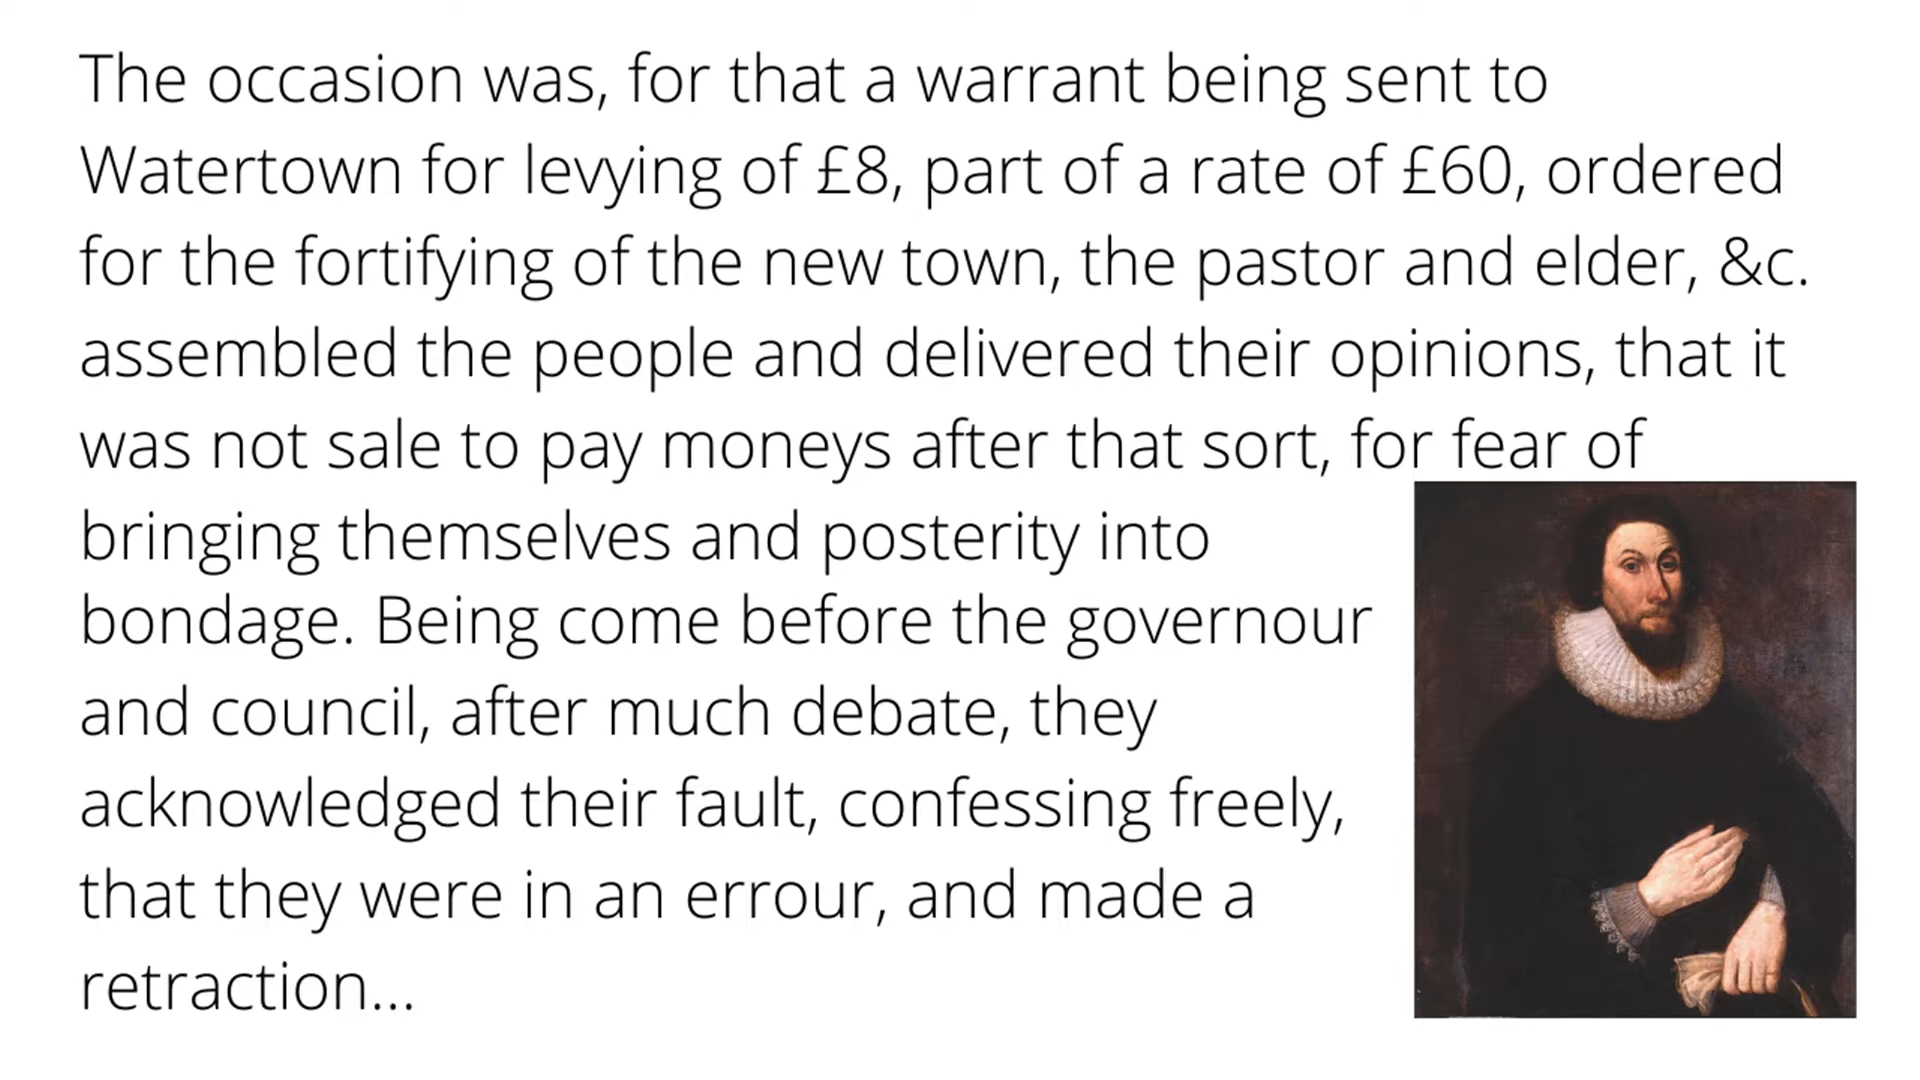 The occasion was, for that a warrant being sent to
Watertown for levying of £8, part of a rate of £60, ordered
for the fortifying of the new town, the pastor and elder, &c.
assembled the people and delivered their opinions, that it
was not sale to pay moneys after that sort, for fear of
bringing themselves and posterity into
bondage. Being come before the governour
and council, after much debate, they
acknowledged their fault, confessing freely,
that they were in an errour, and made a
retraction...